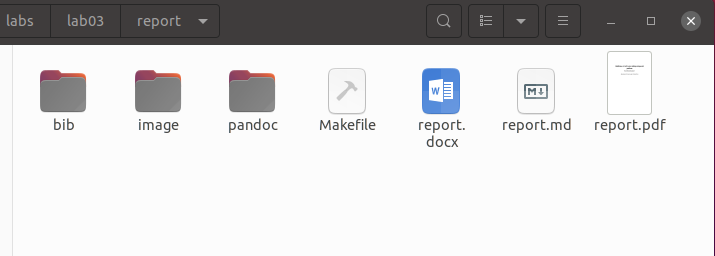 labs
lab03
report
bib
image
pandoc
Makefile
W
report.
docx
M
report.md
report.pdf